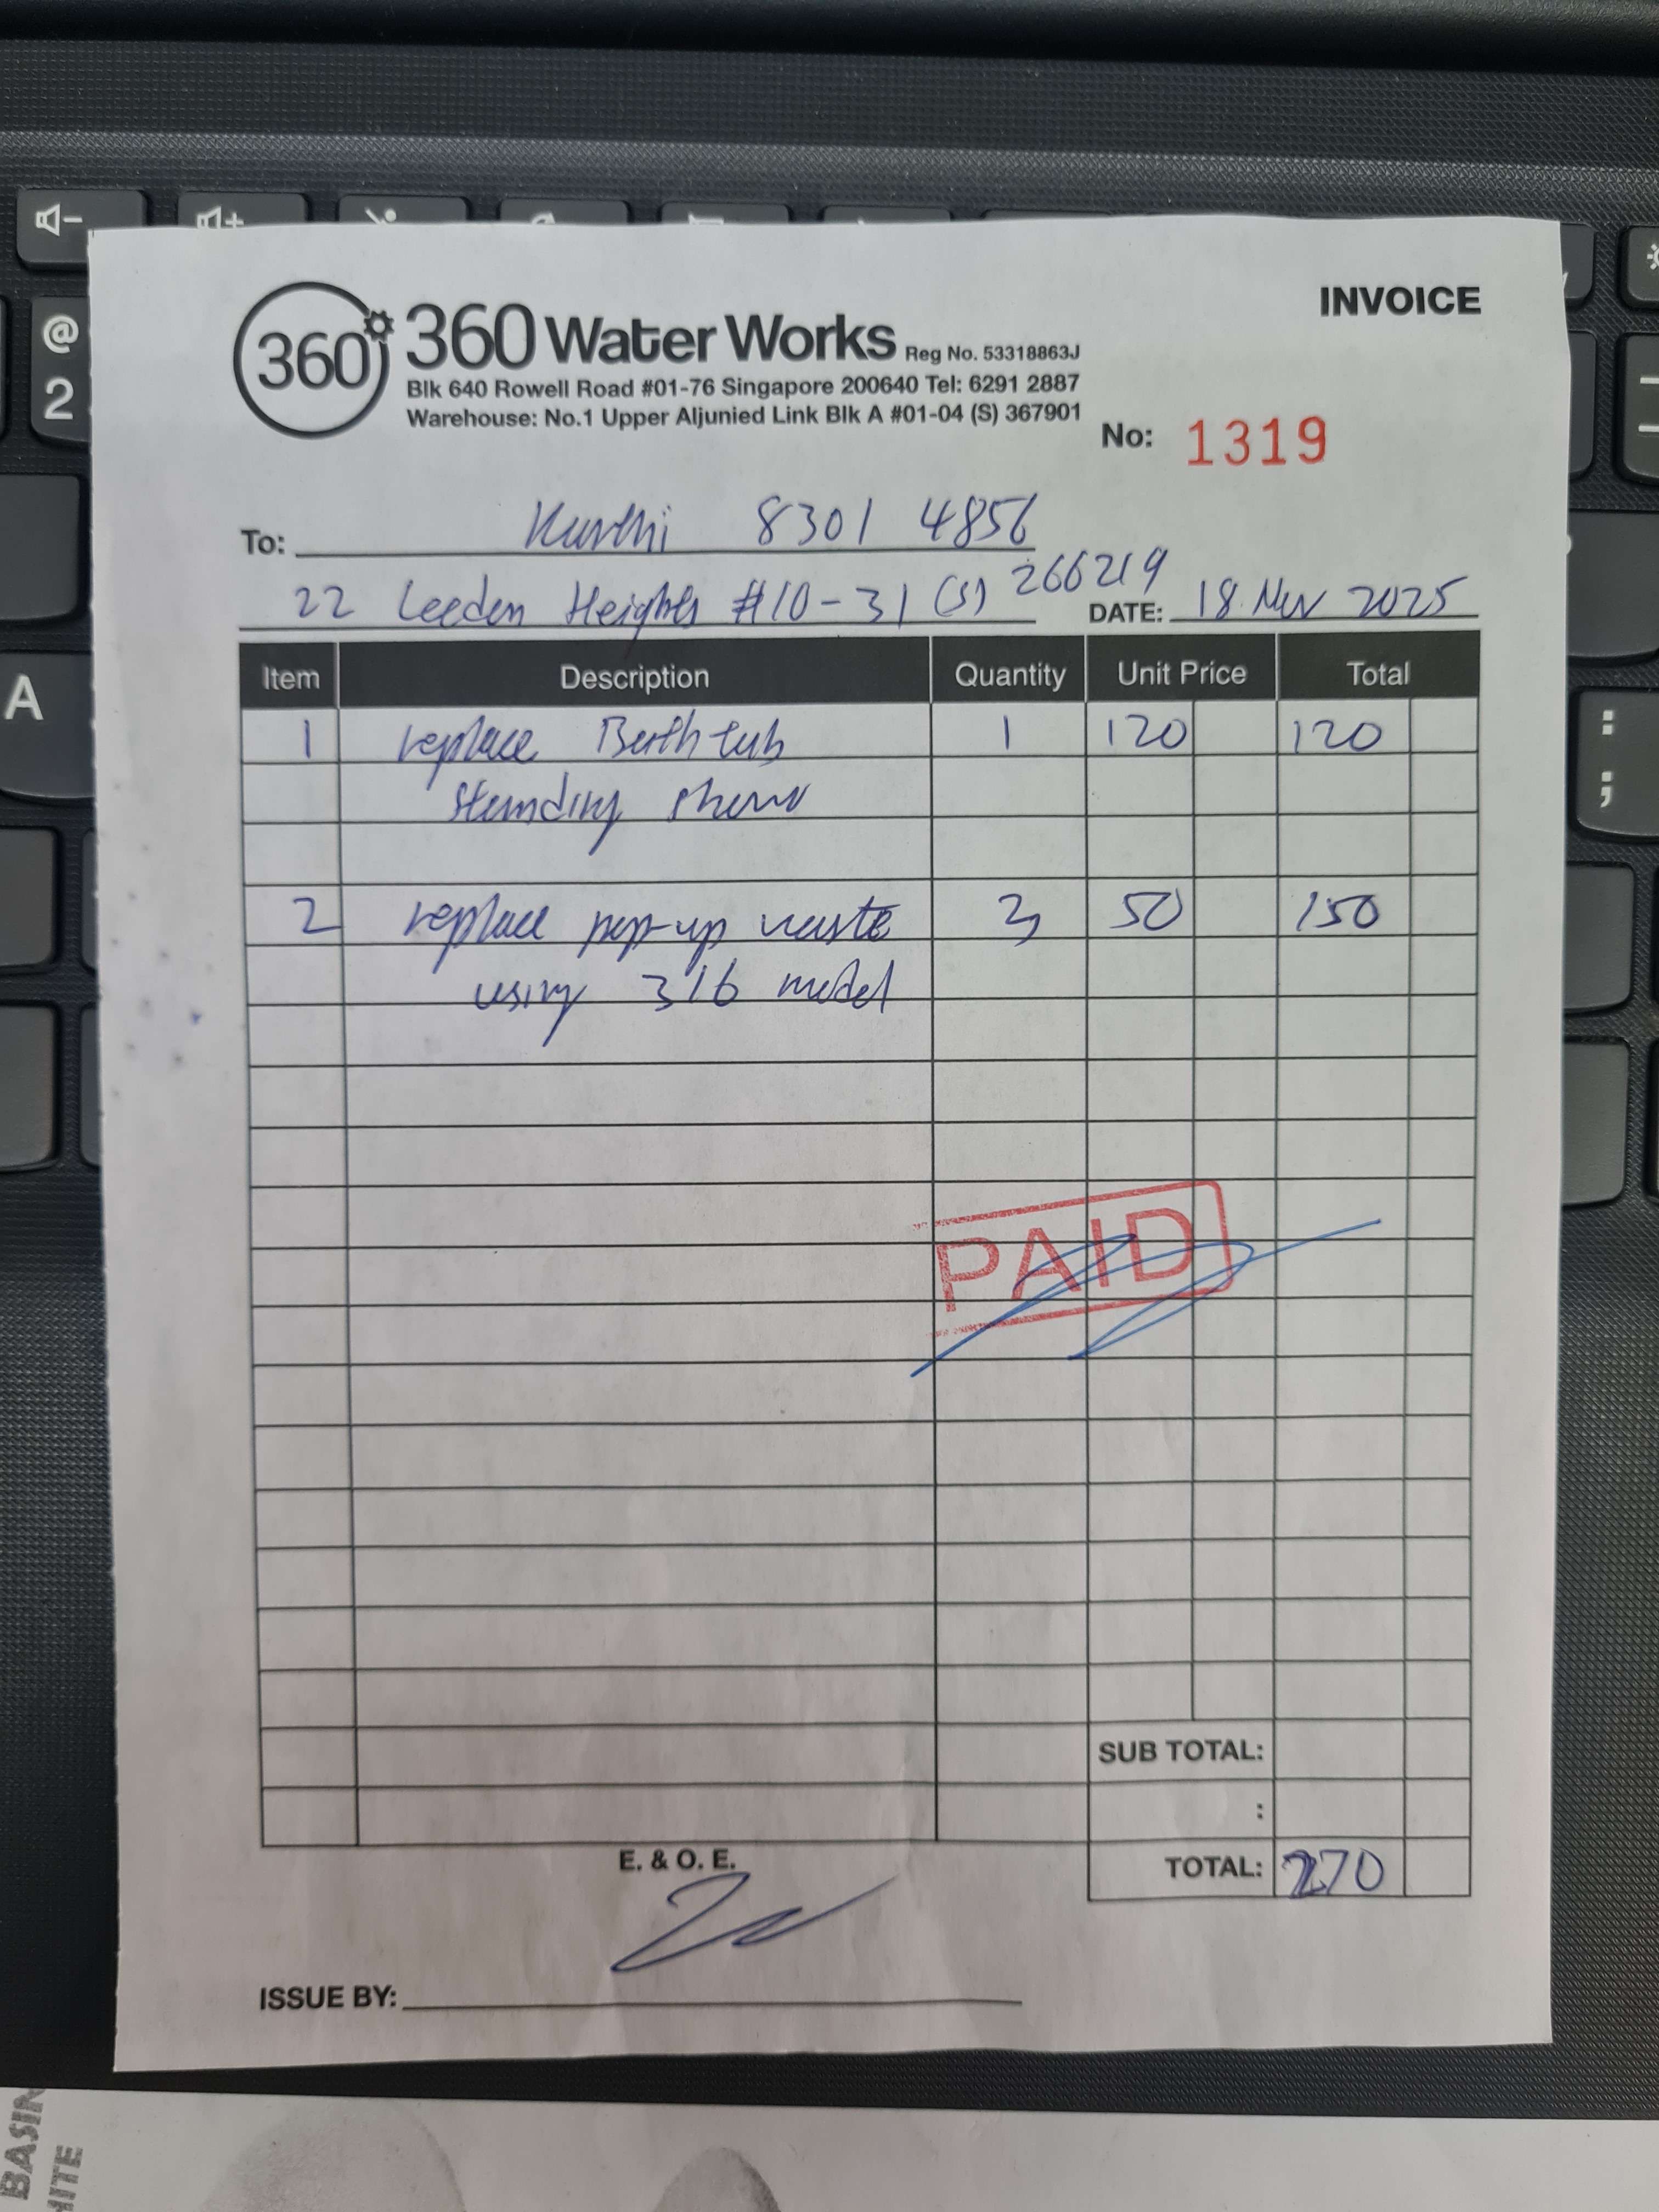 INVOICE
360° 360 Water Works Reg No. 53318863J
Blk 640 Rowell Road #01-76 Singapore 200640 Tel: 6291 2887
Warehouse: No.1 Upper Aljunied Link Blk A #01-04 (S) 367901
No: 1319
To: 8301 4856
22 Leedon Heights #10-31 (S) 266219
DATE: 18 Nov 2025
Item Description Quantity Unit Price Total
1 replace Bathtub 1 120 120
standing shower
2 replace pop-up waste 3 50 150
using 316 model
PAID
SUB TOTAL:
:
E. & O. E.
TOTAL: 270
ISSUE BY:
@
2
A
:
;
BASIN